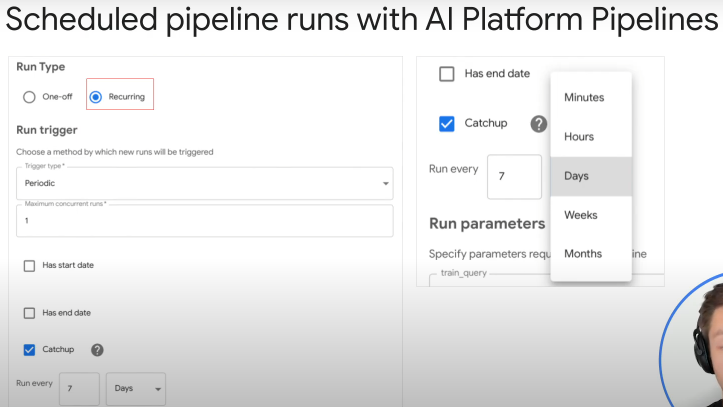 Scheduled pipeline runs with AI Platform Pipelines
Run Type
One-off
Recurring
Run trigger
Choose a method by which new runs will be triggered
Trigger type*
Periodic
Maximum concurrent runs*
1
Has start date
Has end date
Catchup
?
Run every
7
Days
Has end date
Catchup
?
Run every
7
Minutes
Hours
Days
Weeks
Months
Run parameters
Specify parameters requ
ine
train_query